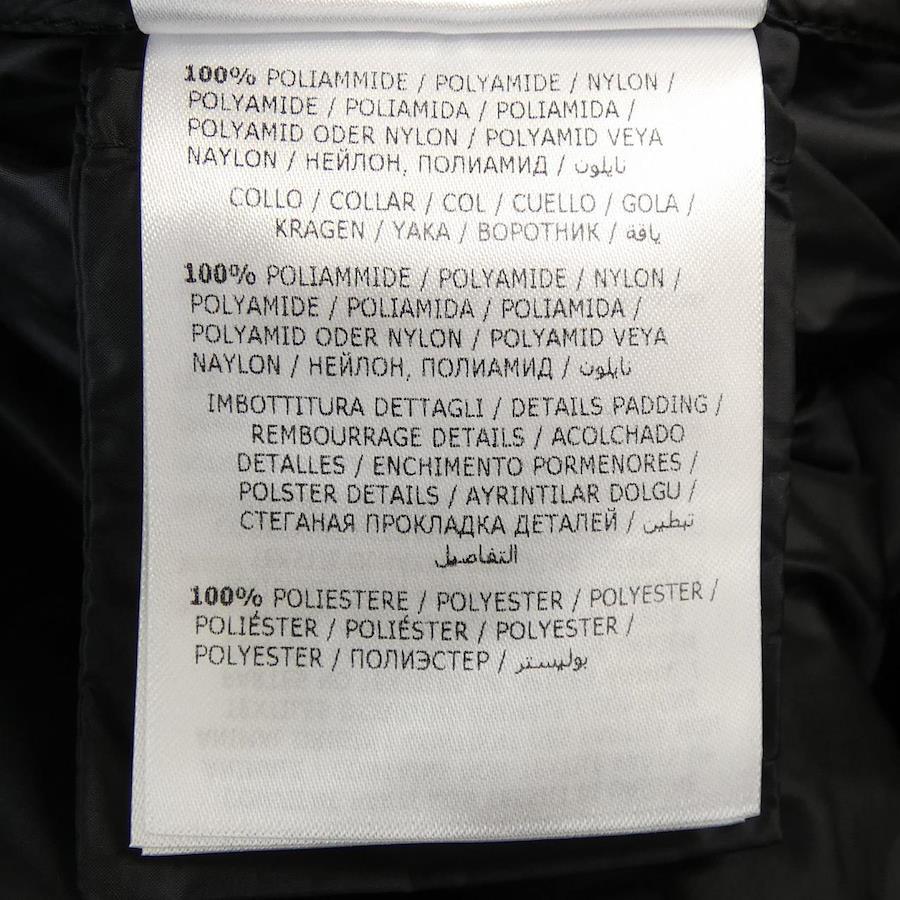 100% POLIAMMIDE / POLYAMIDE / NYLON /
POLYAMIDE / POLIAMIDA / POLIAMIDA /
POLYAMID ODER NYLON / POLYAMID VEYA
NAYLON / НЕЙЛОН, ПОЛИАМИД / نايلون
COLLO / COLLAR / COL / CUELLO / GOLA /
KRAGEN / YAKA / ВОРОТНИК / ياقة
100% POLIAMMIDE / POLYAMIDE / NYLON /
POLYAMIDE / POLIAMIDA / POLIAMIDA /
POLYAMID ODER NYLON / POLYAMID VEYA
NAYLON / НЕЙЛОН, ПОЛИАМИД / نايلون
IMBOTTITURA DETTAGLI / DETAILS PADDING /
REMBOURRAGE DETAILS / ACOLCHADO
DETALLES / ENCHIMENTO PORMENORES /
POLSTER DETAILS / AYRINTILAR DOLGU /
СТЕГАНАЯ ПРОКЛАДКА ДЕТАЛЕЙ / تبطين
التفاصيل
100% POLIESTERE / POLYESTER / POLYESTER /
POLIÉSTER / POLIÉSTER / POLYESTER /
POLYESTER / ПОЛИЭСТЕР / بوليستر